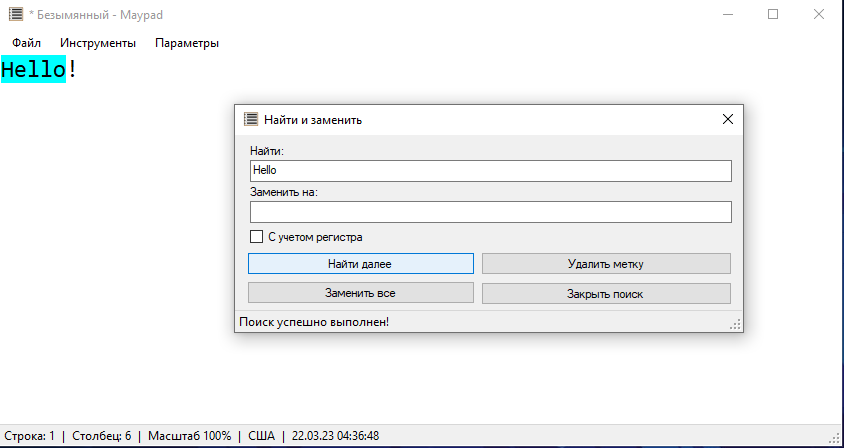 * Безымянный - Maypad
Файл Инструменты Параметры
Hello!
Найти и заменить
Найти:
Hello
Заменить на:
С учетом регистра
Найти далее Удалить метку
Заменить все Закрыть поиск
Поиск успешно выполнен!
Строка: 1 | Столбец: 6 | Масштаб 100% | США | 22.03.23 04:36:48